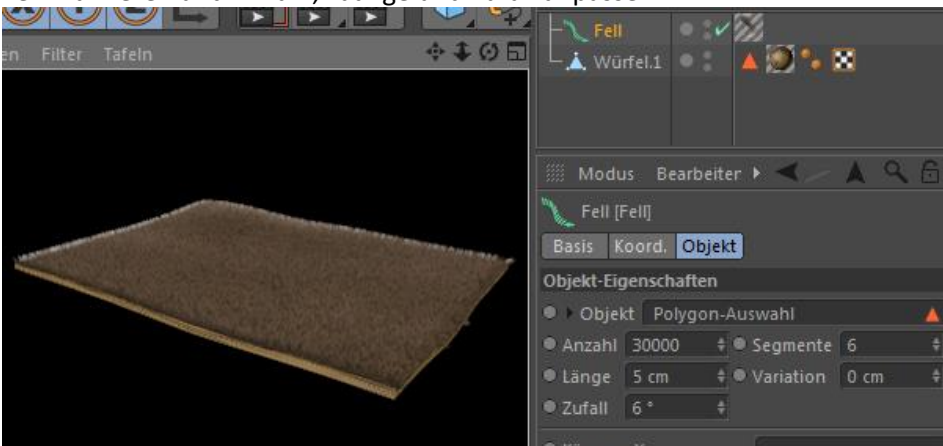 Fell
en Filter Tafeln
Würfel.1
Modus Bearbeiter
Fell [Fell]
Basis Koord. Objekt
Objekt-Eigenschaften
Objekt Polygon-Auswahl
Anzahl 30000 Segmente 6
Länge 5 cm Variation 0 cm
Zufall 6 °